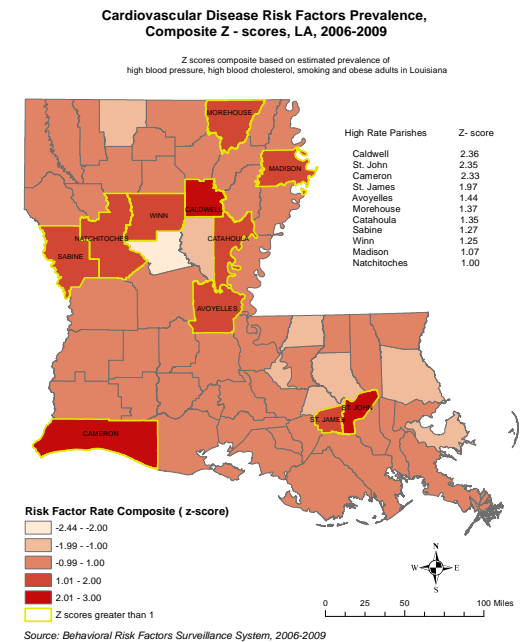 Cardiovascular Disease Risk Factors Prevalence,
Composite Z - scores, LA, 2006-2009
Z scores composite based on estimated prevalence of
high blood pressure, high blood cholesterol, smoking and obese adults in Louisiana
MOREHOUSE
High Rate Parishes Z- score
Caldwell 2.36
St. John 2.35
Cameron 2.33
St. James 1.97
Avoyelles 1.44
Morehouse 1.37
Catahoula 1.35
Sabine 1.27
Winn 1.25
Madison 1.07
Natchitoches 1.00
MADISON
CALDWELL
WINN
NATCHITOCHES
CATAHOULA
SABINE
AVOYELLES
ST. JOHN
ST. JAMES
CAMERON
Risk Factor Rate Composite ( z-score)
-2.44 - -2.00
-1.99 - -1.00
-0.99 - 1.00
1.01 - 2.00
2.01 - 3.00
Z scores greater than 1
N
W E
S
0 25 50 100 Miles
Source: Behavioral Risk Factors Surveillance System, 2006-2009